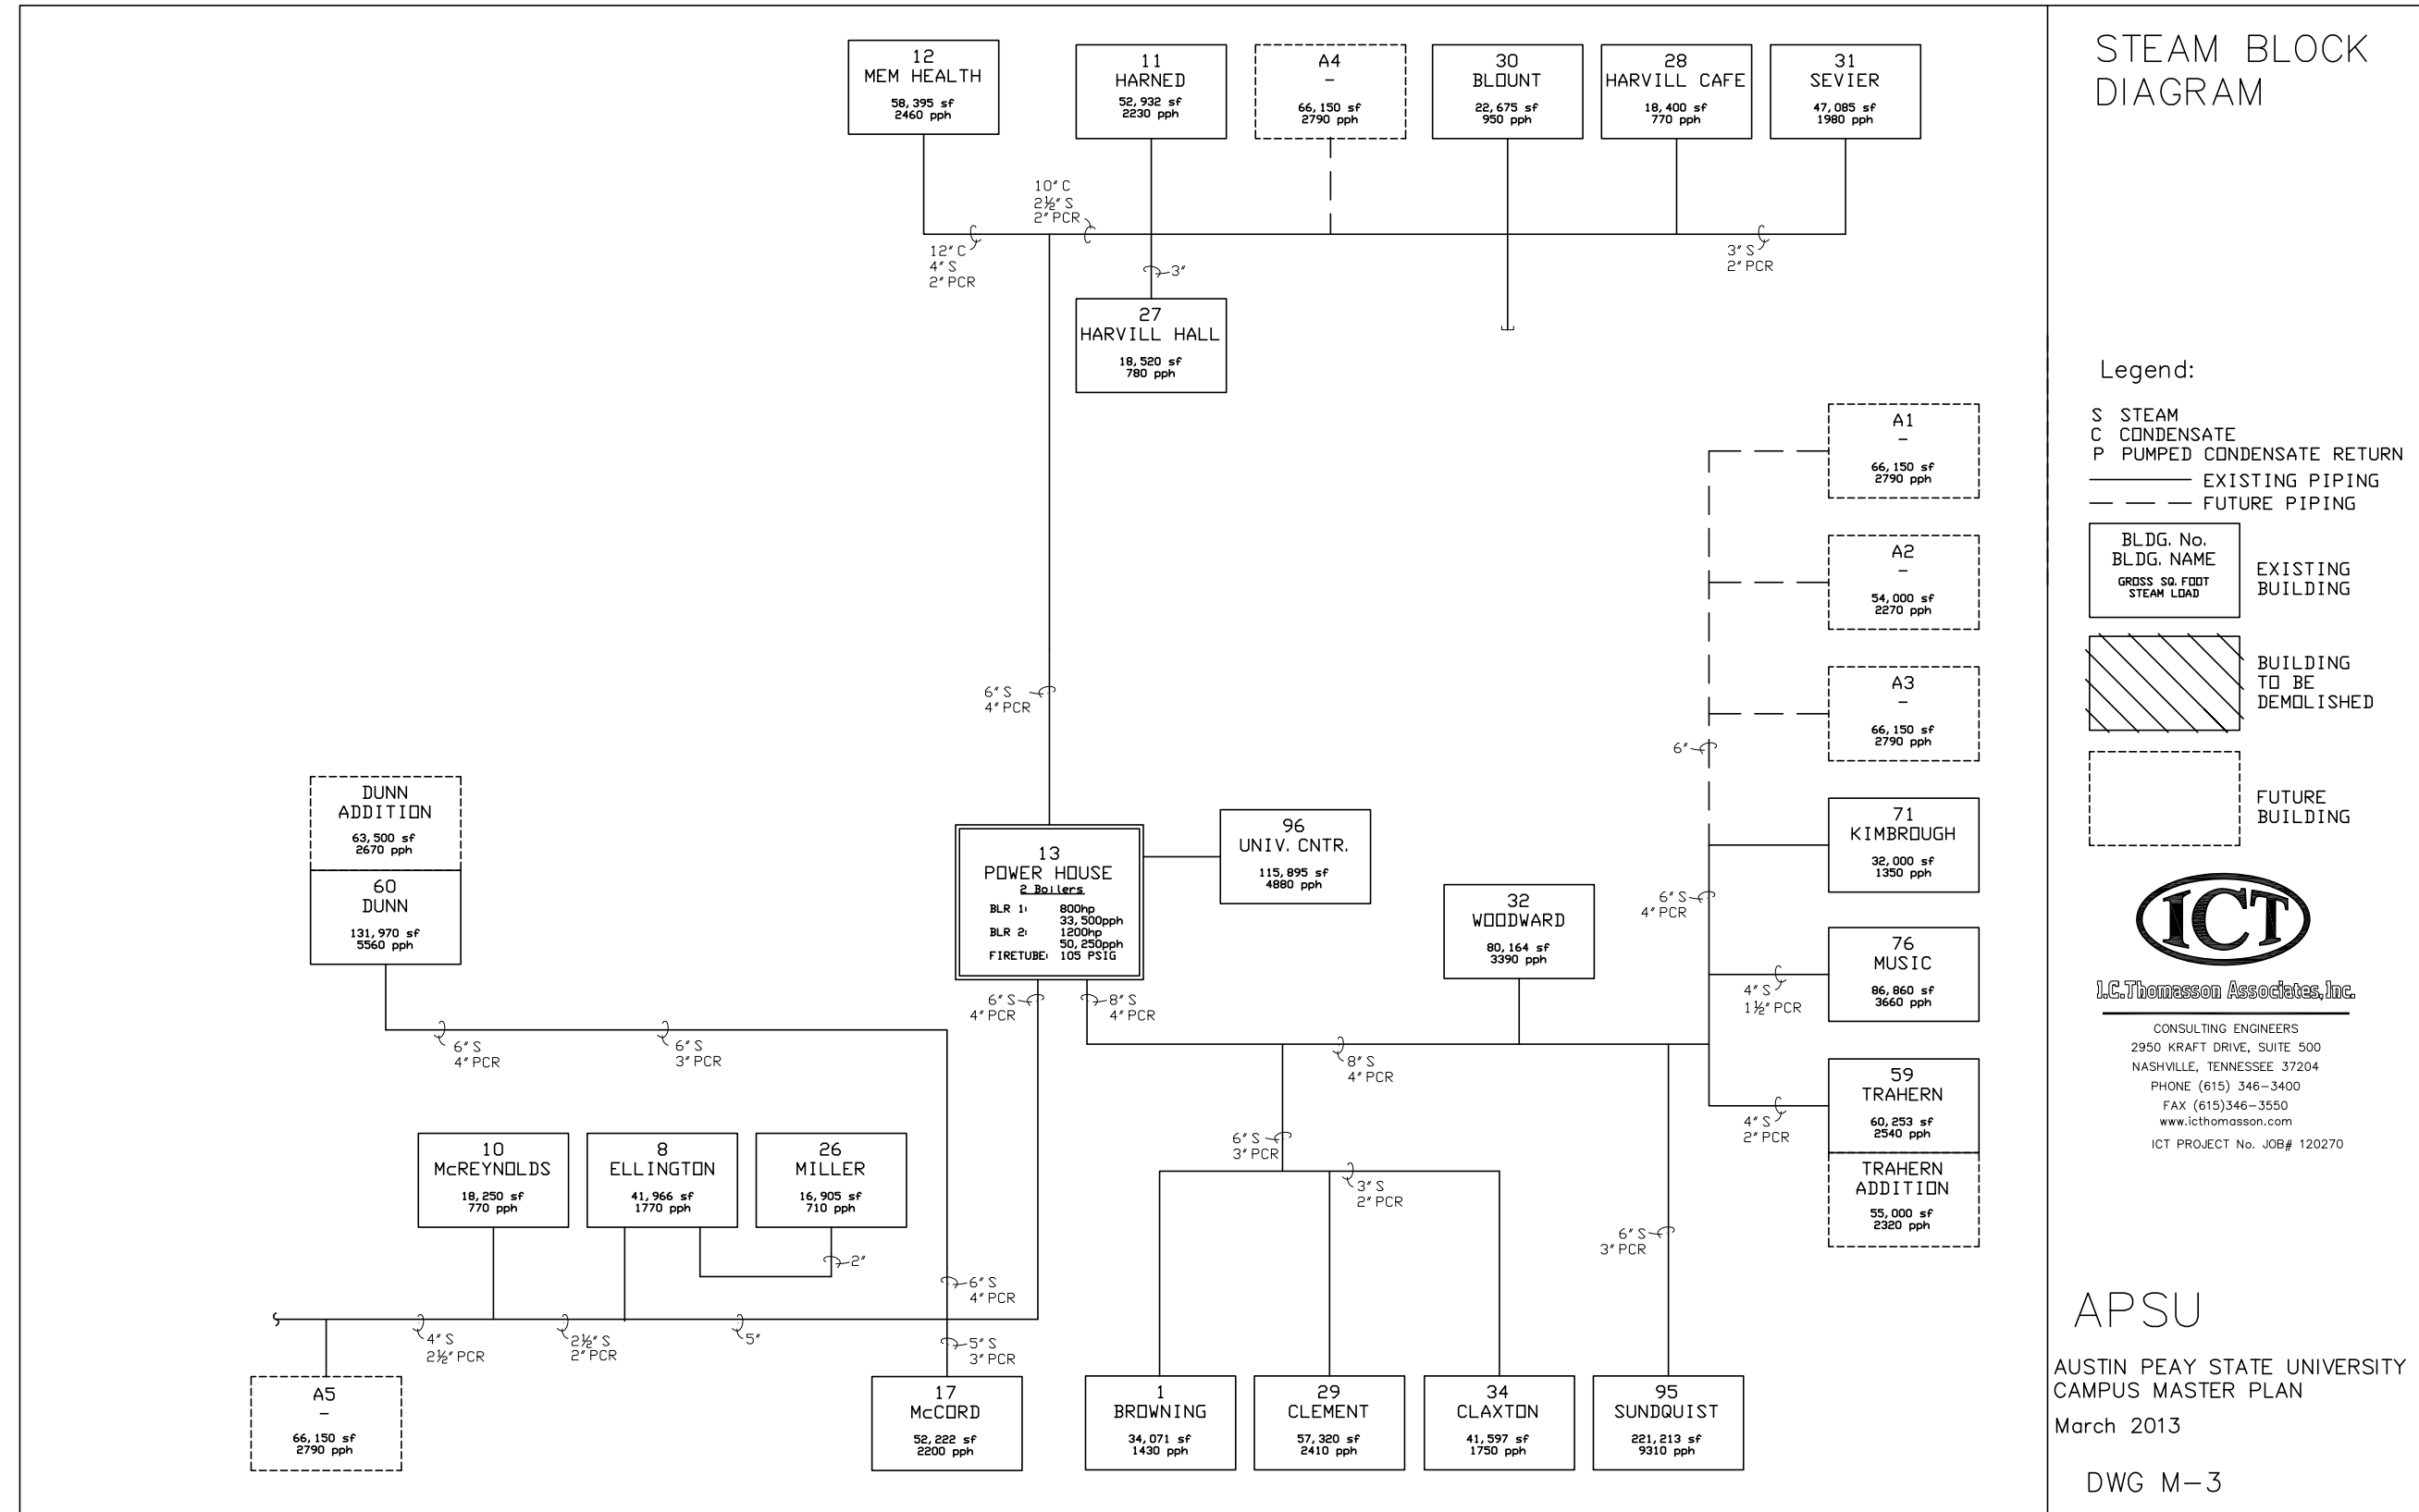 STEAM BLOCK
DIAGRAM
12
MEM HEALTH
58,395 sf
2460 pph
11
HARNED
52,932 sf
2230 pph
A4
-
66,150 sf
2790 pph
30
BLOUNT
22,675 sf
950 pph
28
HARVILL CAFE
18,400 sf
770 pph
31
SEVIER
47,085 sf
1980 pph
10" C
2½" S
2" PCR
12" C
4" S
2" PCR
3" S
2" PCR
3"
27
HARVILL HALL
18,520 sf
780 pph
Legend:
S STEAM
C CONDENSATE
P PUMPED CONDENSATE RETURN
EXISTING PIPING
FUTURE PIPING
BLDG. No.
BLDG. NAME
GROSS SQ. FOOT
STEAM LOAD
EXISTING
BUILDING
BUILDING
TO BE
DEMOLISHED
FUTURE
BUILDING
A1
-
66,150 sf
2790 pph
A2
-
54,000 sf
2270 pph
A3
-
66,150 sf
2790 pph
6"
6" S
4" PCR
DUNN
ADDITION
63,500 sf
2670 pph
60
DUNN
131,970 sf
5560 pph
13
POWER HOUSE
2 Boilers
BLR 1: 800hp
33,500pph
BLR 2: 1200hp
50,250pph
FIRETUBE: 105 PSIG
96
UNIV. CNTR.
115,895 sf
4880 pph
32
WOODWARD
80,164 sf
3390 pph
71
KIMBROUGH
32,000 sf
1350 pph
6" S
4" PCR
76
MUSIC
86,860 sf
3660 pph
4" S
1½" PCR
59
TRAHERN
60,253 sf
2540 pph
4" S
2" PCR
TRAHERN
ADDITION
55,000 sf
2320 pph
6" S
4" PCR
8" S
4" PCR
6" S
4" PCR
6" S
3" PCR
8" S
4" PCR
6" S
3" PCR
3" S
2" PCR
6" S
3" PCR
10
McREYNOLDS
18,250 sf
770 pph
8
ELLINGTON
41,966 sf
1770 pph
26
MILLER
16,905 sf
710 pph
2"
6" S
4" PCR
4" S
2½" PCR
2½" S
2" PCR
5"
5" S
3" PCR
A5
-
66,150 sf
2790 pph
17
McCORD
52,222 sf
2200 pph
1
BROWNING
34,071 sf
1430 pph
29
CLEMENT
57,320 sf
2410 pph
34
CLAXTON
41,597 sf
1750 pph
95
SUNDQUIST
221,213 sf
9310 pph
ICT
I.C.Thomasson Associates,Inc.
CONSULTING ENGINEERS
2950 KRAFT DRIVE, SUITE 500
NASHVILLE, TENNESSEE 37204
PHONE (615) 346-3400
FAX (615)346-3550
www.icthomasson.com
ICT PROJECT No. JOB# 120270
APSU
AUSTIN PEAY STATE UNIVERSITY
CAMPUS MASTER PLAN
March 2013
DWG M-3